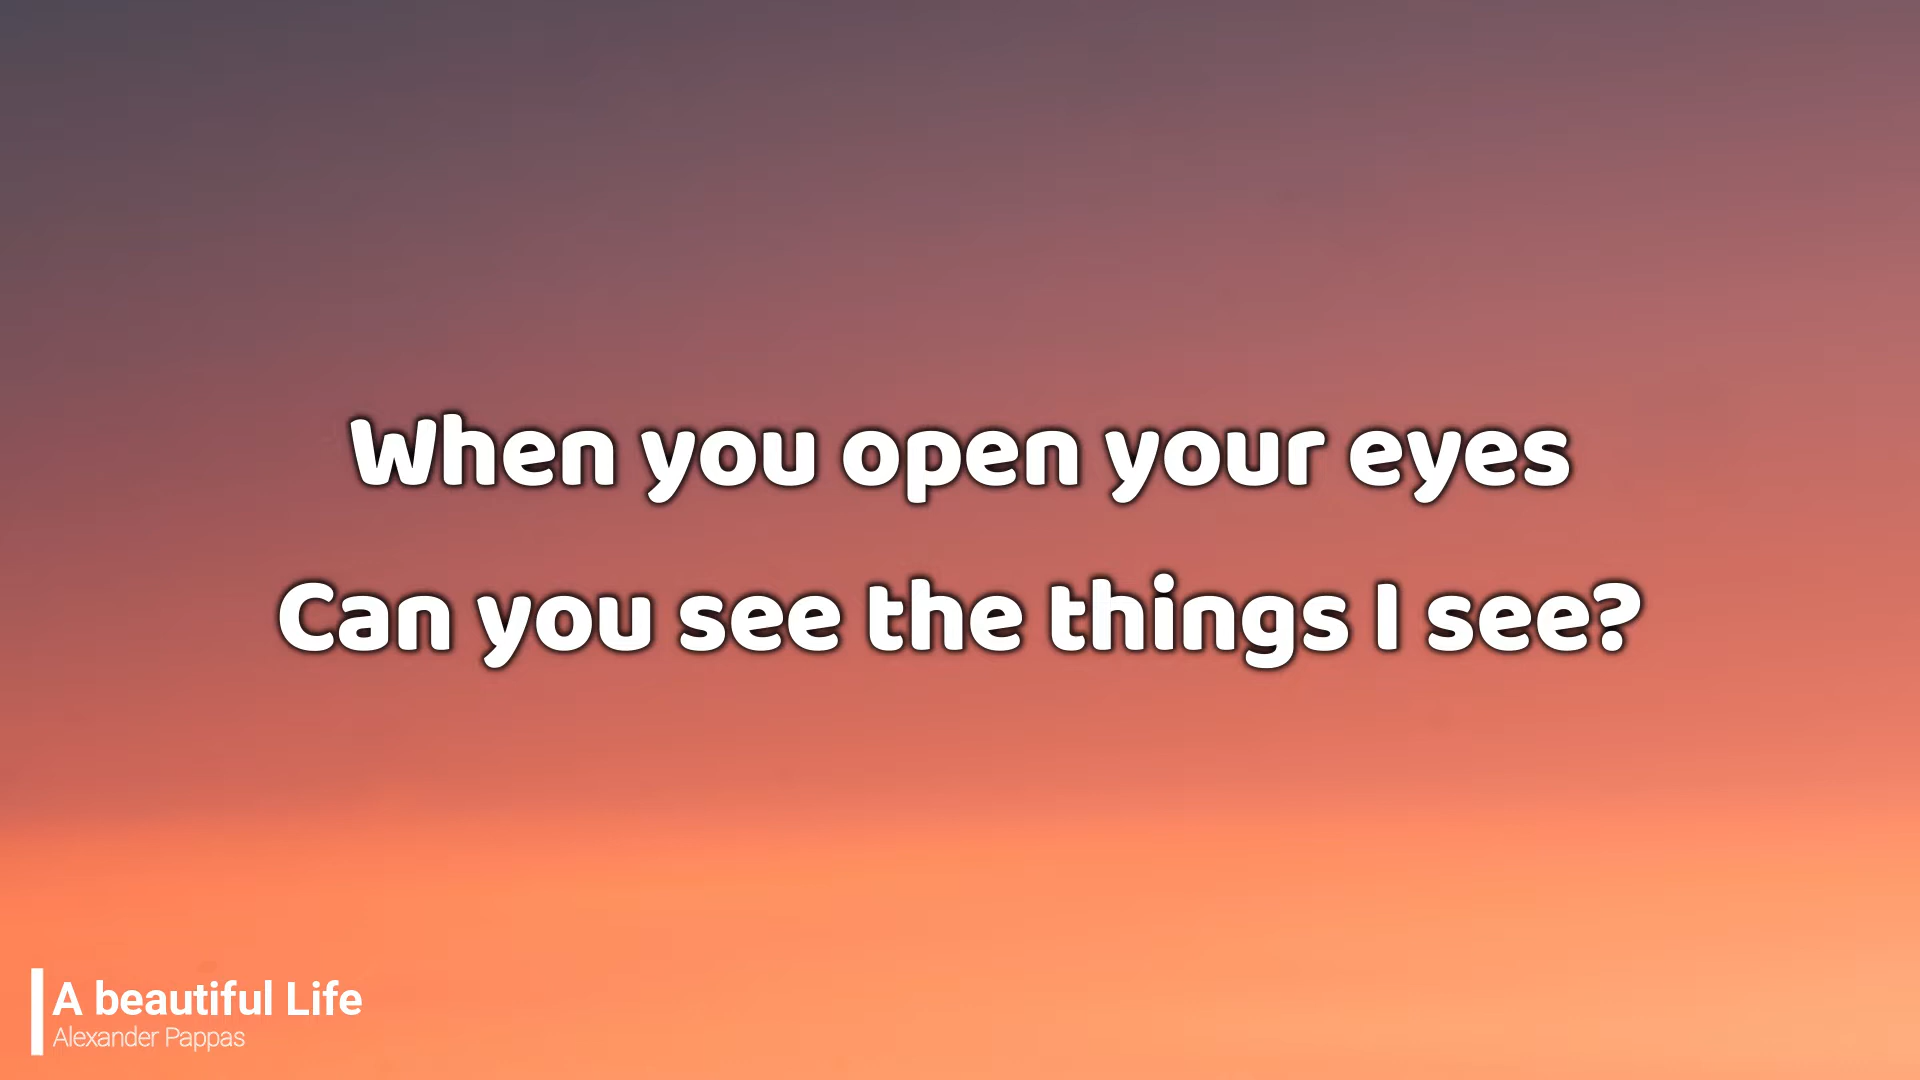 When you open your eyes
Can you see the things I see?
A beautiful Life
Alexander Pappas